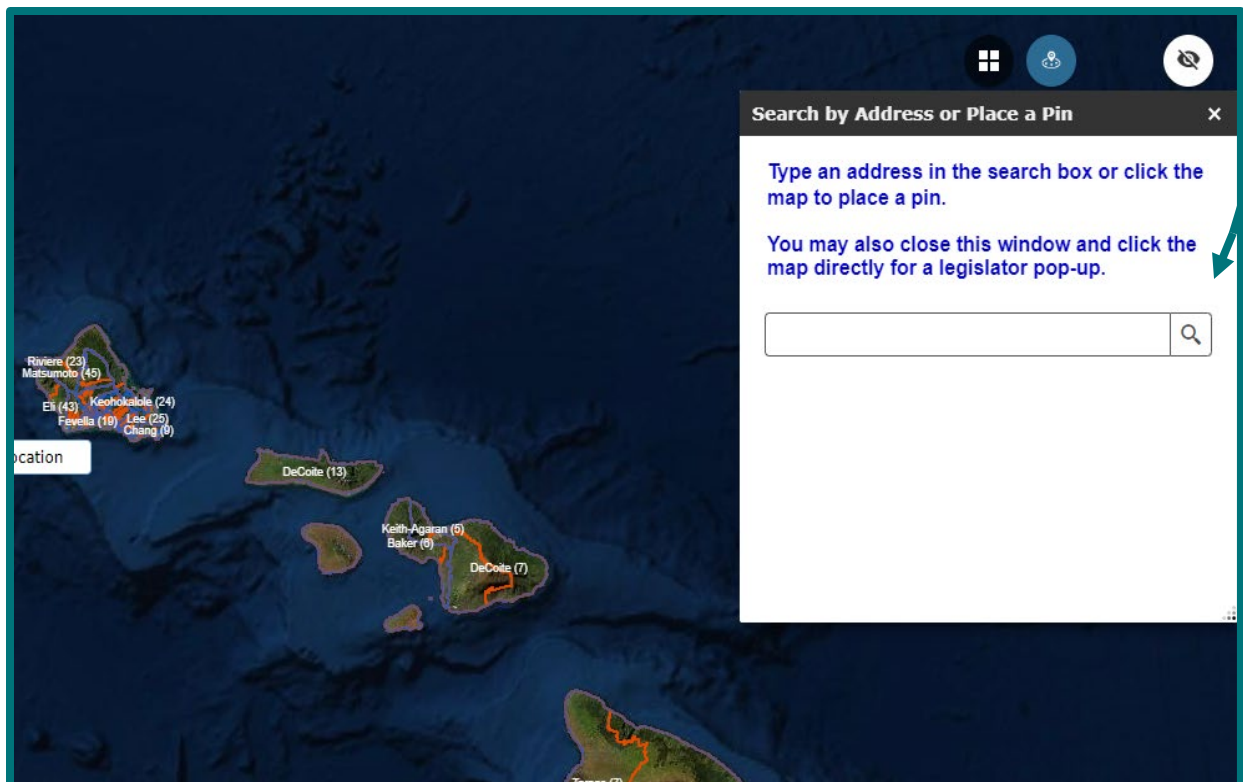 Search by Address or Place a Pin
Type an address in the search box or click the
map to place a pin.
You may also close this window and click the
map directly for a legislator pop-up.
Riviere (23)
Matsumoto (45)
Eli (43)
Keohokalole (24)
Fevella (19)
Lee (25)
Chang (9)
ocation
DeCoite (13)
Keith-Agaran (5)
Baker (6)
DeCoite (7)